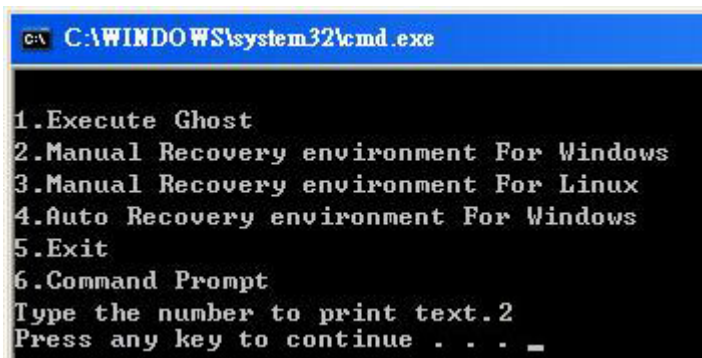 C:\WINDOWS\system32\cmd.exe
1.Execute Ghost
2.Manual Recovery environment For Windows
3.Manual Recovery environment For Linux
4.Auto Recovery environment For Windows
5.Exit
6.Command Prompt
Type the number to print text.2
Press any key to continue . . . _